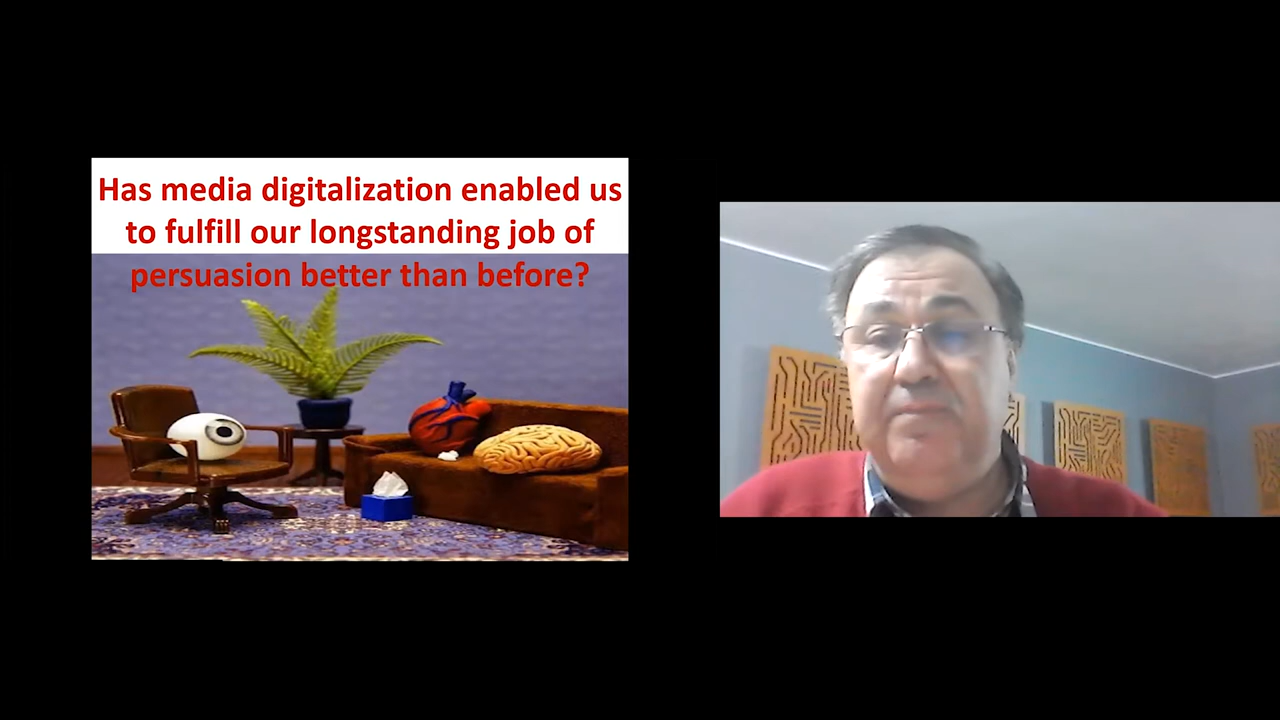 Has media digitalization enabled us
to fulfill our longstanding job of
persuasion better than before?